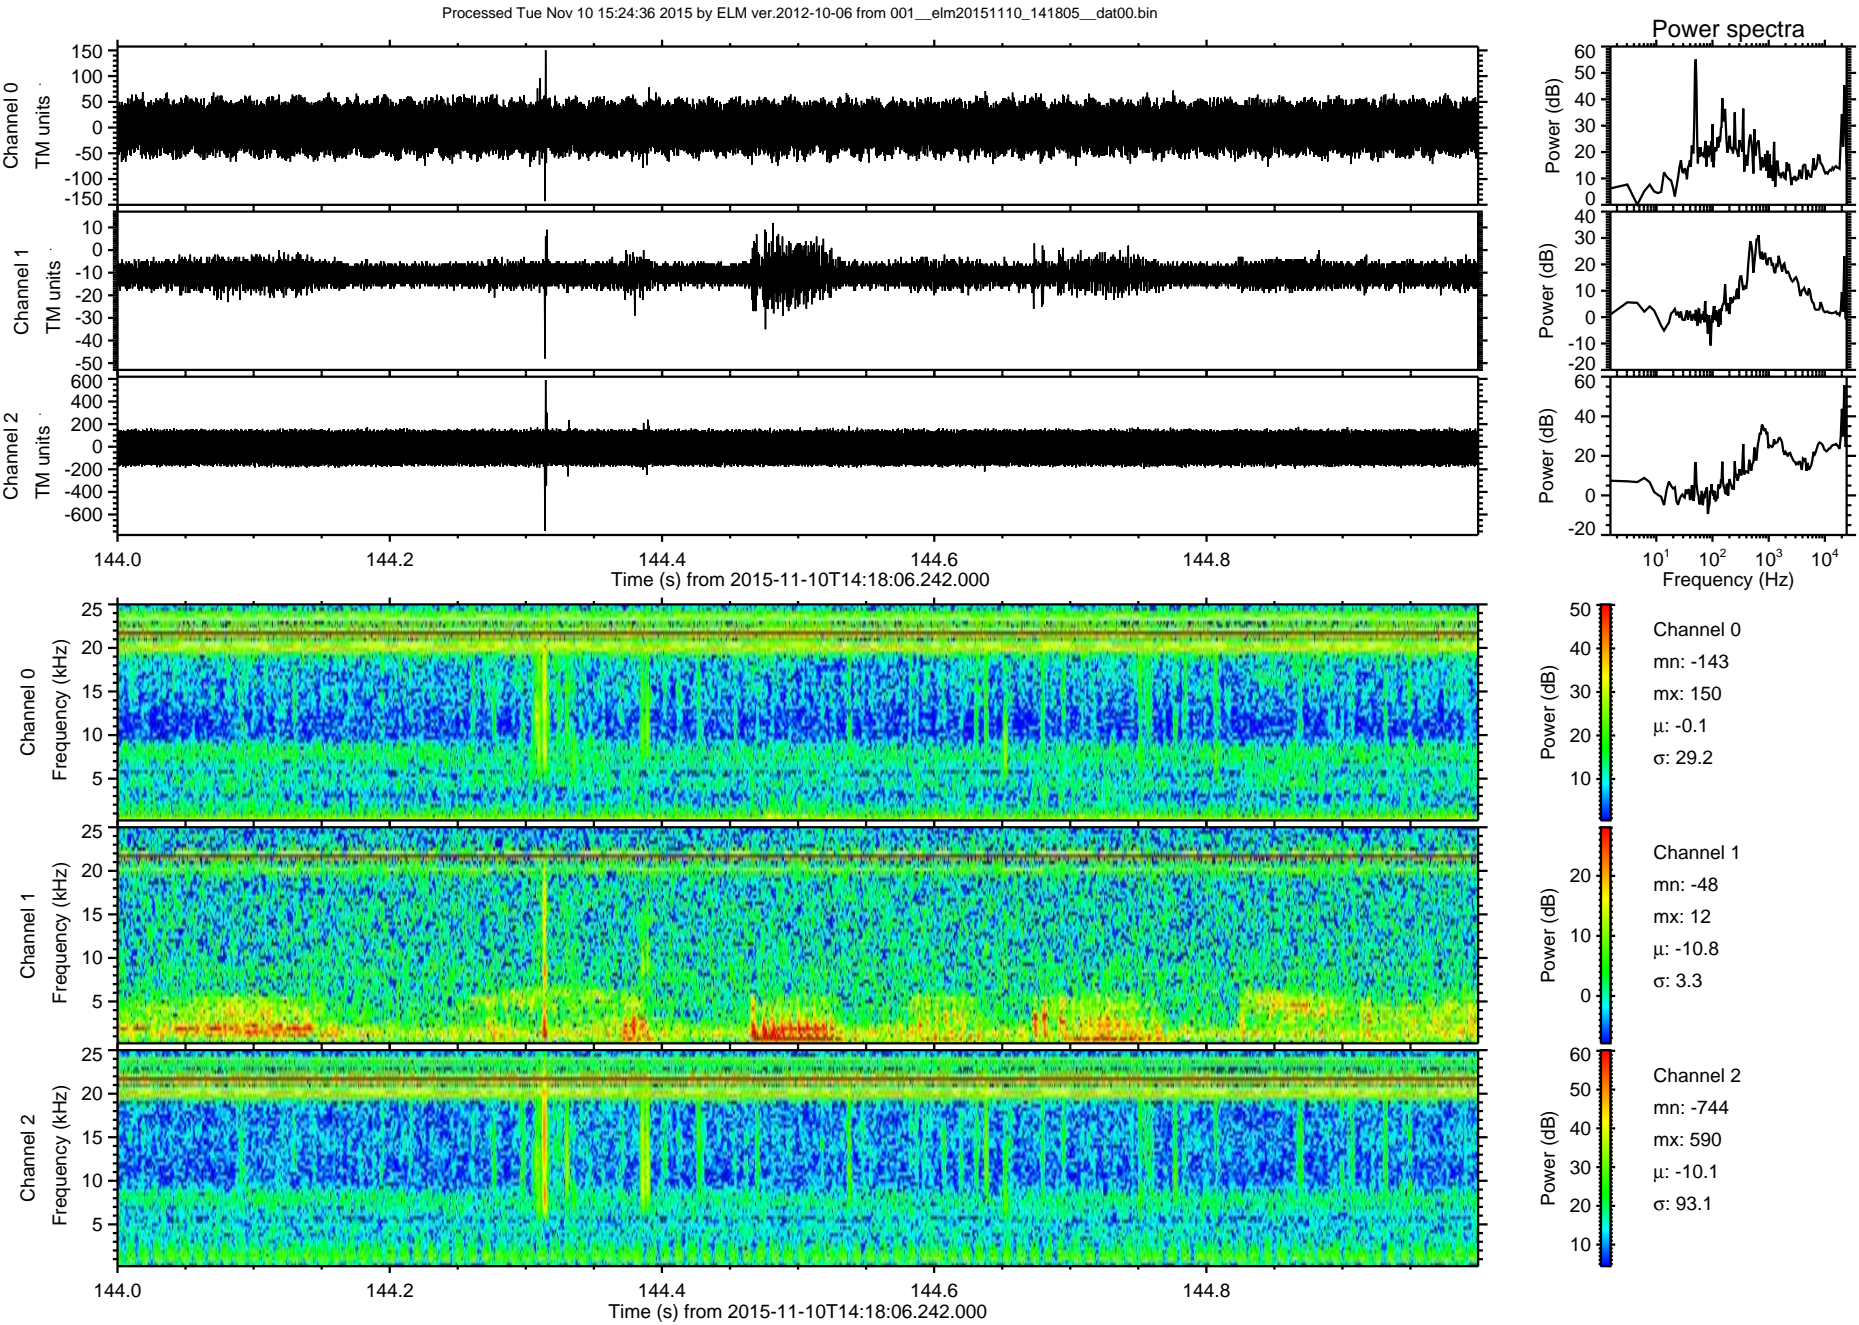 Processed Tue Nov 10 15:24:36 2015 by ELM ver.2012-10-06 from 001__elm20151110_141805__dat00.bin
Power spectra
Channel 0
TM units
150
100
50
0
-50
-100
-150
Power (dB)
60
50
40
30
20
10
0
Channel 1
TM units
10
0
-10
-20
-30
-40
-50
Power (dB)
40
30
20
10
0
-10
-20
Channel 2
TM units
600
400
200
0
-200
-400
-600
Power (dB)
60
40
20
0
-20
144.0 144.2 144.4 144.6 144.8
Time (s) from 2015-11-10T14:18:06.242.000
10^1 10^2 10^3 10^4
Frequency (Hz)
Channel 0
Frequency (kHz)
25
20
15
10
5
Power (dB)
50
40
30
20
10
Channel 0
mn: -143
mx: 150
μ: -0.1
σ: 29.2
Channel 1
Frequency (kHz)
25
20
15
10
5
Power (dB)
20
10
0
Channel 1
mn: -48
mx: 12
μ: -10.8
σ: 3.3
Channel 2
Frequency (kHz)
25
20
15
10
5
Power (dB)
60
50
40
30
20
10
Channel 2
mn: -744
mx: 590
μ: -10.1
σ: 93.1
144.0 144.2 144.4 144.6 144.8
Time (s) from 2015-11-10T14:18:06.242.000